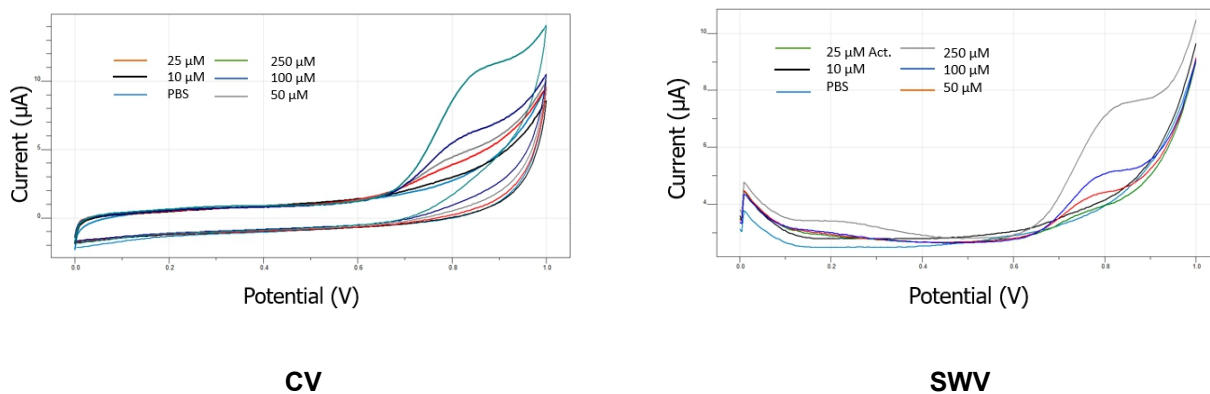 25 μM
250 μM
10 μM
100 μM
PBS
50 μM
Current (μA)
10
5
0
0.0
0.2
0.4
0.6
0.8
1.0
Potential (V)
CV
25 μM Act.
250 μM
10 μM
100 μM
PBS
50 μM
Current (μA)
10
8
6
4
0.0
0.2
0.4
0.6
0.8
1.0
Potential (V)
SWV